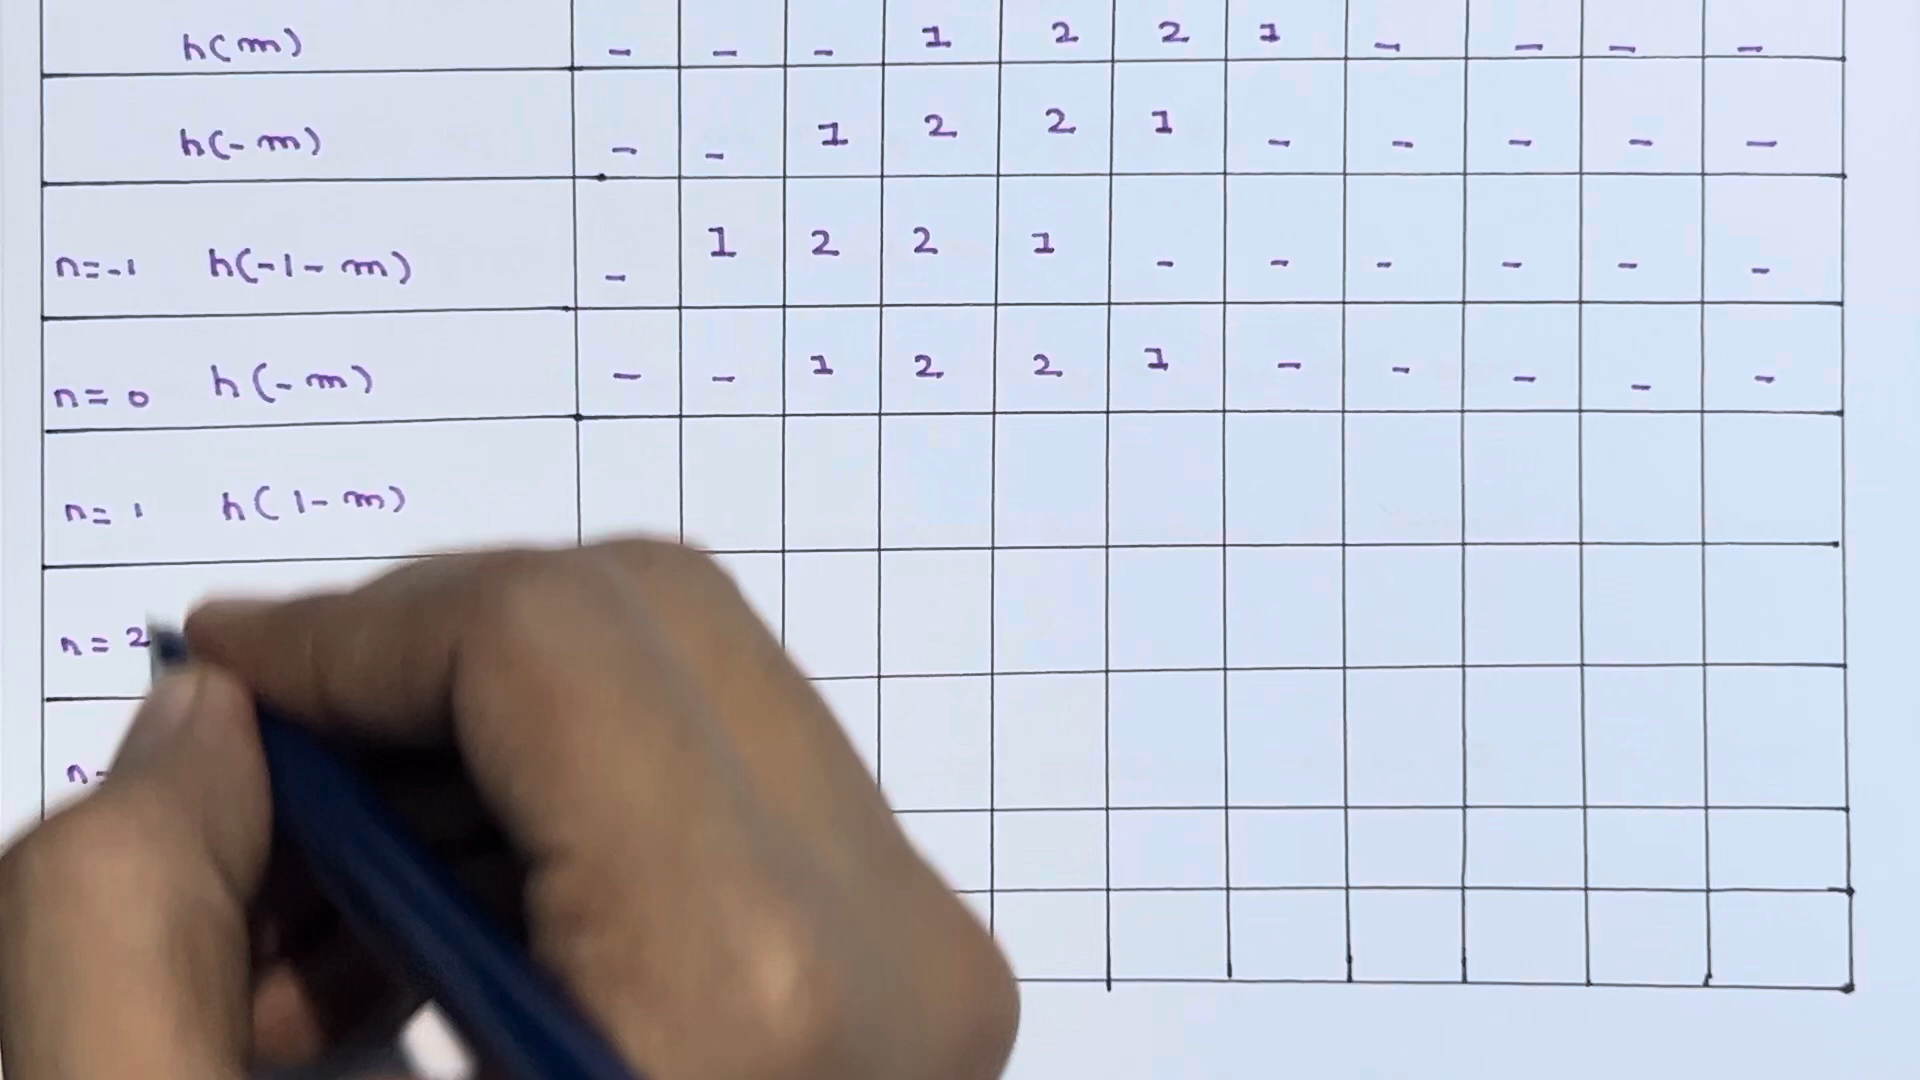 h(m) - - - 1 2 2 1 - - - -
h(-m) - - 1 2 2 1 - - - - -
n=-1 h(-1-m) - 1 2 2 1 - - - - - -
n=0 h(-m) - - 1 2 2 1 - - - - -
n=1 h(1-m)
n=2
n=